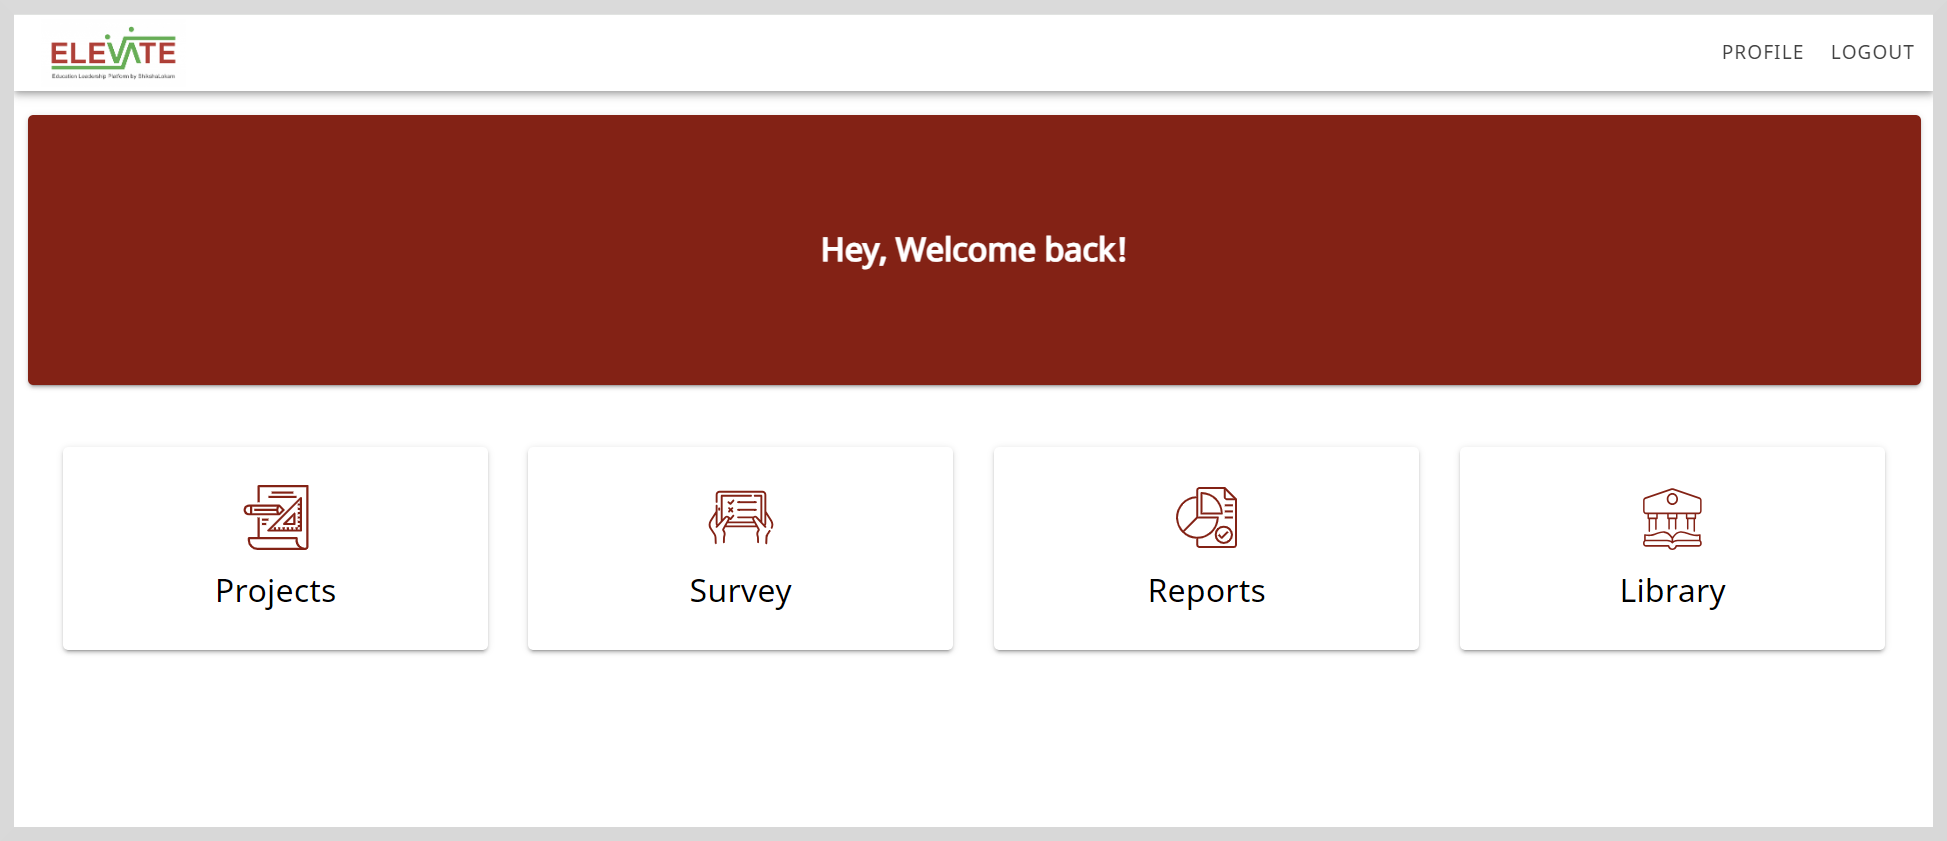 ELEVATE
Education Leadership Platform by ShikshaLokam
PROFILE LOGOUT
Hey, Welcome back!
Projects
Survey
Reports
Library